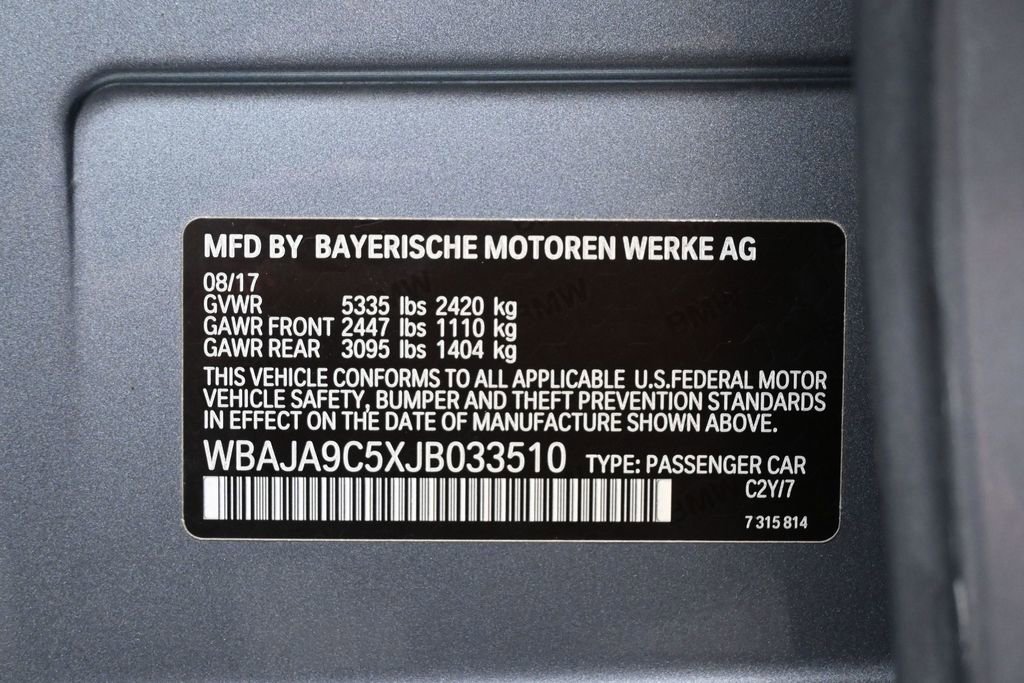 MFD BY BAYERISCHE MOTOREN WERKE AG
08/17
GVWR 5335 lbs 2420 kg
GAWR FRONT 2447 lbs 1110 kg
GAWR REAR 3095 lbs 1404 kg
THIS VEHICLE CONFORMS TO ALL APPLICABLE U.S.FEDERAL MOTOR
VEHICLE SAFETY, BUMPER AND THEFT PREVENTION STANDARDS
IN EFFECT ON THE DATE OF MANUFACTURE SHOWN ABOVE.
WBAJA9C5XJB033510 TYPE: PASSENGER CAR
C2Y/7
7 315 814